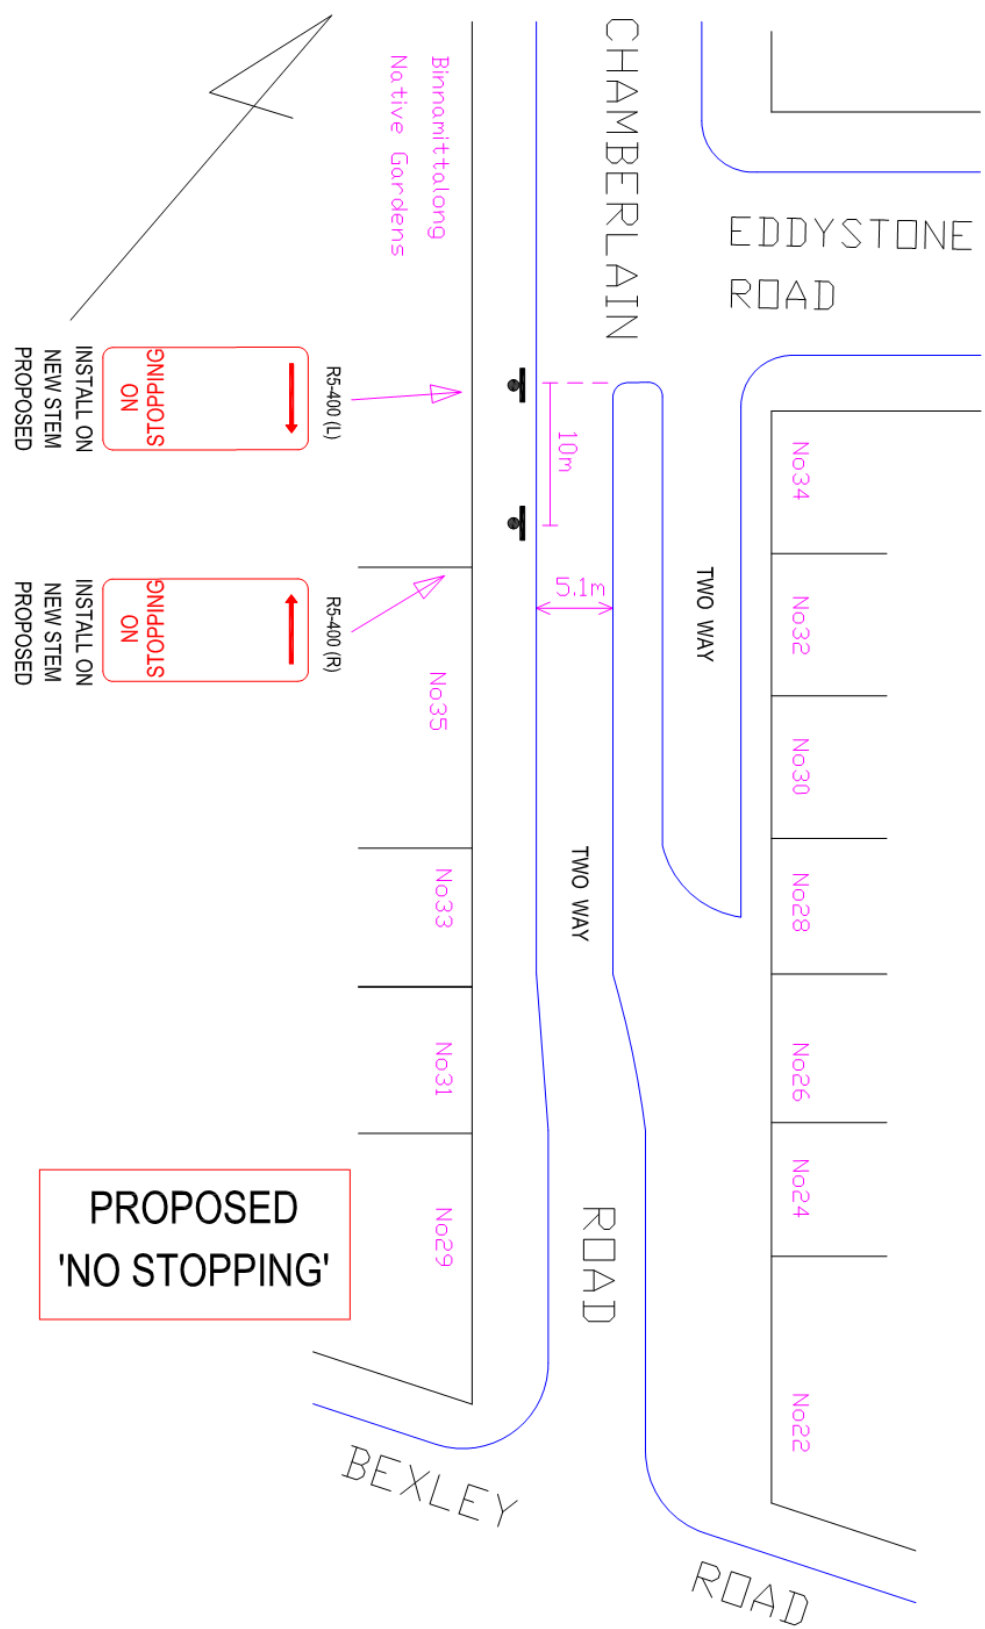 CHAMBERLAIN
ROAD
EDDYSTONE
ROAD
Binnamittalong
Native Gardens
R5-400 (L)
STOPPING
NO
INSTALL ON
NEW STEM
PROPOSED
R5-400 (R)
STOPPING
NO
INSTALL ON
NEW STEM
PROPOSED
10m
5.1m
TWO WAY
TWO WAY
No34
No32
No30
No28
No26
No24
No22
No35
No33
No31
No29
PROPOSED
'NO STOPPING'
BEXLEY
ROAD